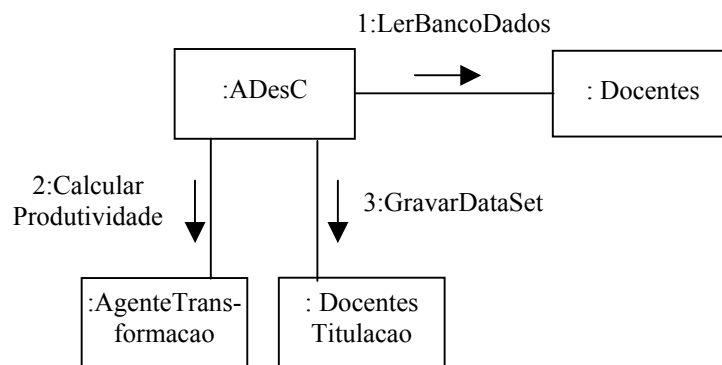 1:LerBancoDados
:ADesC
: Docentes
2:Calcular
Produtividade
3:GravarDataSet
:AgenteTrans-
formacao
: Docentes
Titulacao